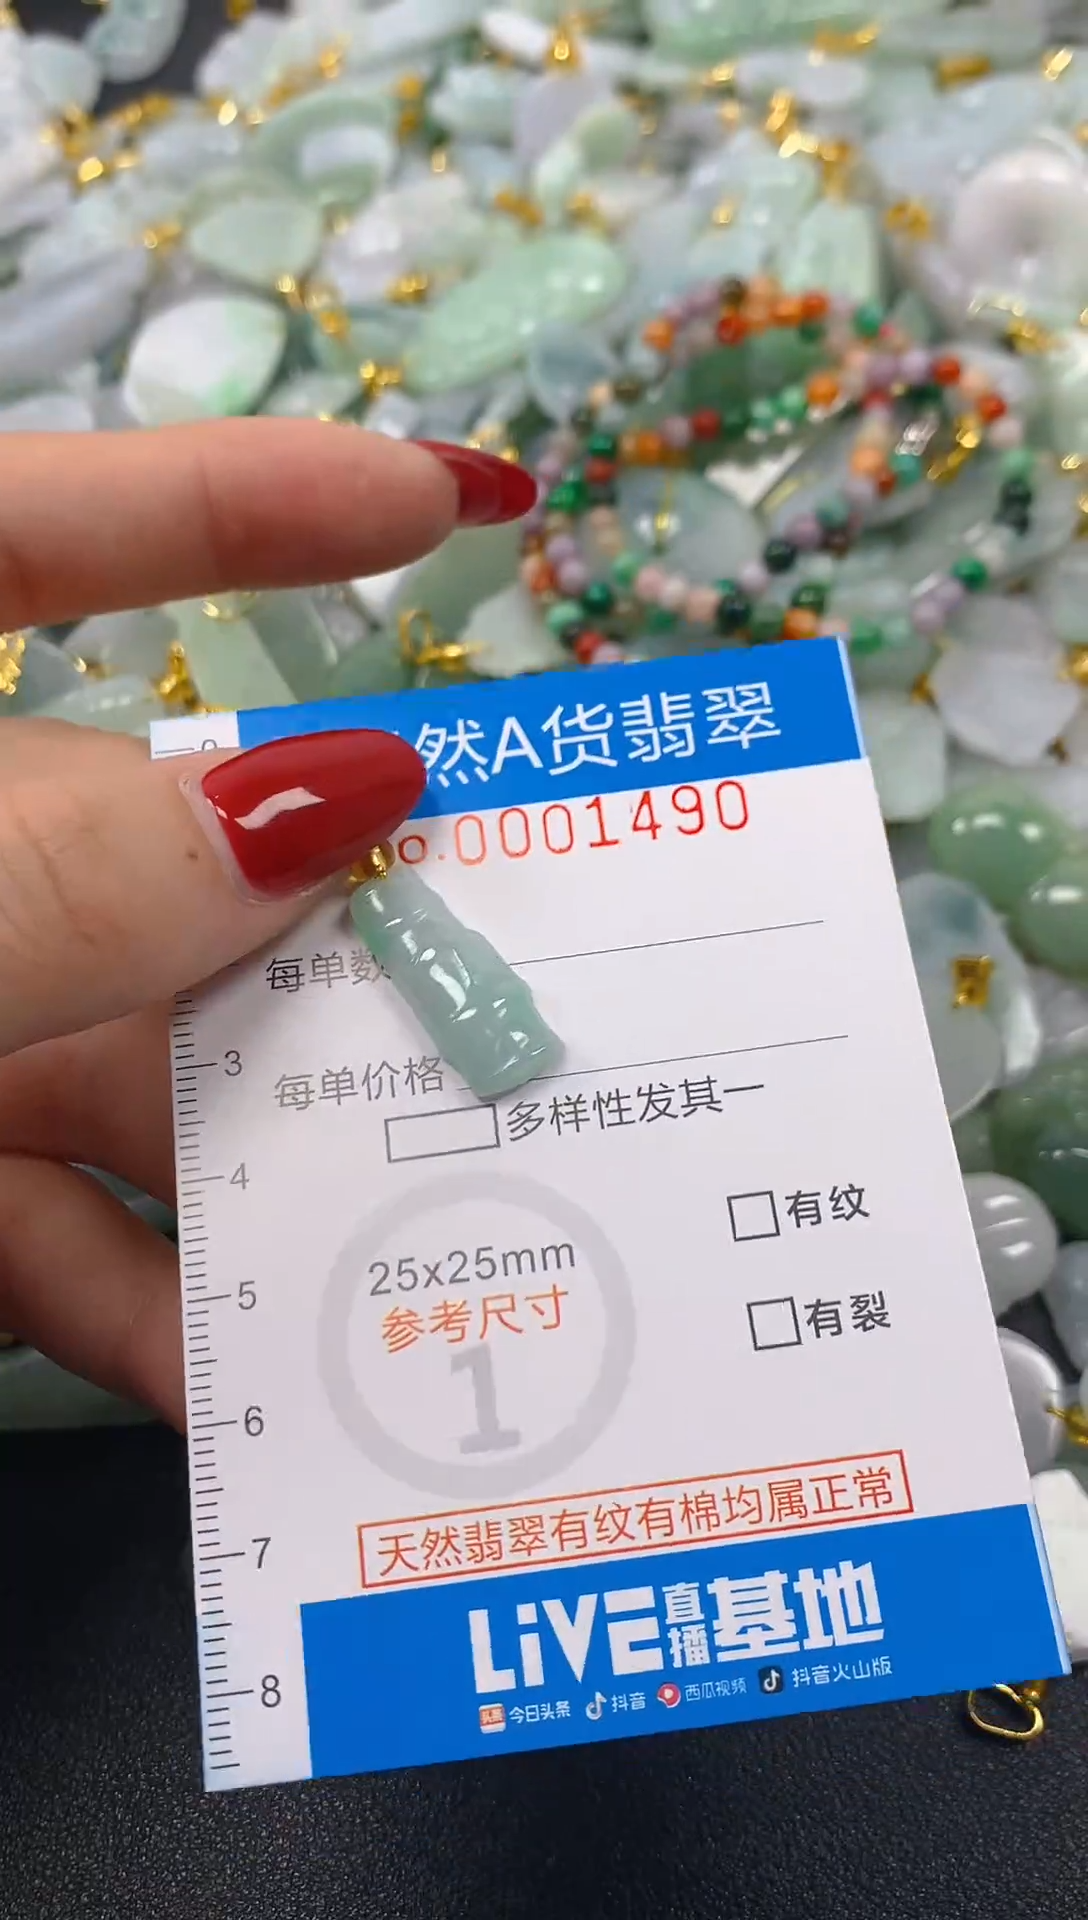 然A货翡翠
o.0001490
每单数
每单价格
多样性发其一
有纹
25x25mm
参考尺寸
1
有裂
天然翡翠有纹有棉均属正常
LiVE直播基地
头条 今日头条 抖音 西瓜视频 抖音火山版
0
3
4
5
6
7
8